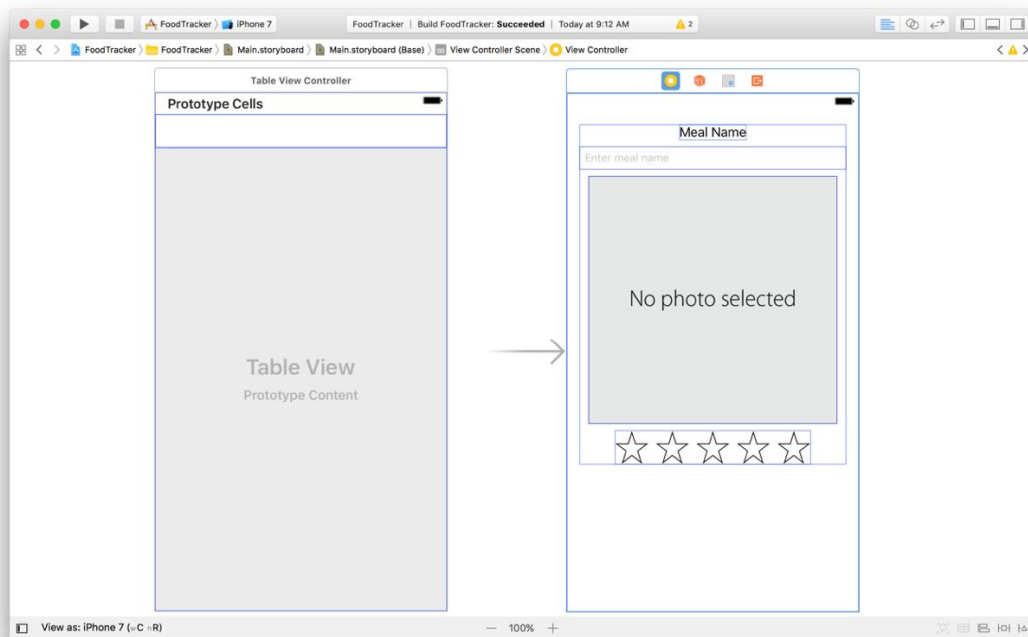 FoodTracker iPhone 7
FoodTracker | Build FoodTracker: Succeeded | Today at 9:12 AM 2
FoodTracker FoodTracker Main.storyboard Main.storyboard (Base) View Controller Scene View Controller
Table View Controller
Prototype Cells
Table View
Prototype Content
Meal Name
Enter meal name
No photo selected
View as: iPhone 7 (wC hR)
100%